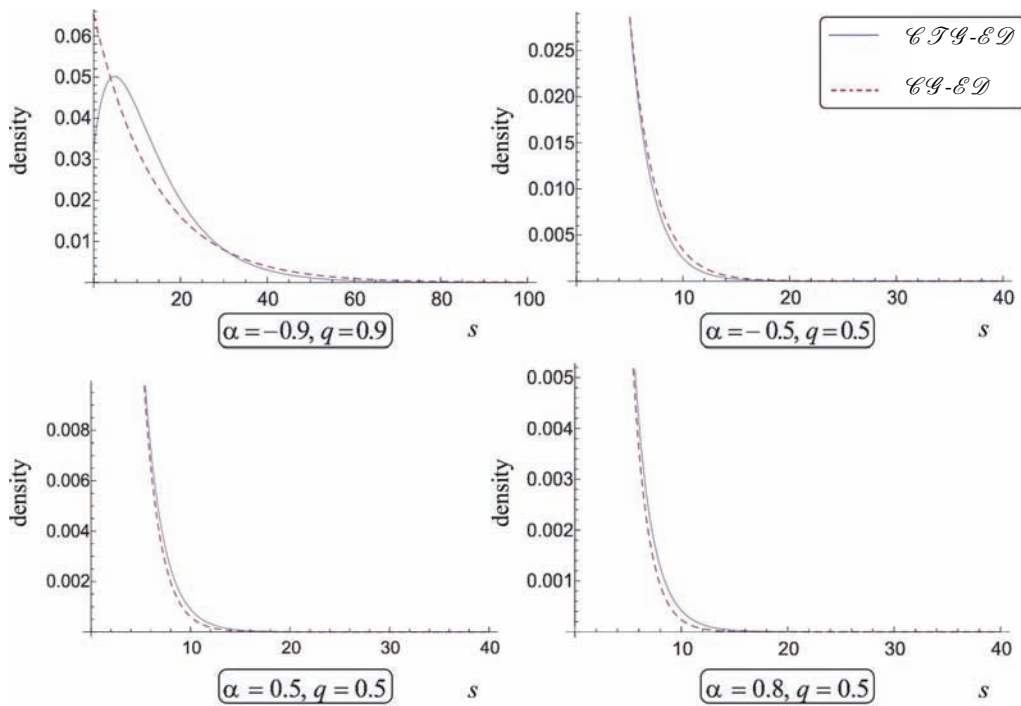 0.06
0.05
0.04
0.03
0.02
0.01
density
20
40
60
80
100
α = −0.9, q = 0.9
s
0.025
0.020
0.015
0.010
0.005
density
10
20
30
40
α = − 0.5, q = 0.5
s
𝒞𝒯𝒢-ℰ𝒟
𝒞𝒢-ℰ𝒟
0.008
0.006
0.004
0.002
density
10
20
30
40
α = 0.5, q = 0.5
s
0.005
0.004
0.003
0.002
0.001
density
10
20
30
40
α = 0.8, q = 0.5
s